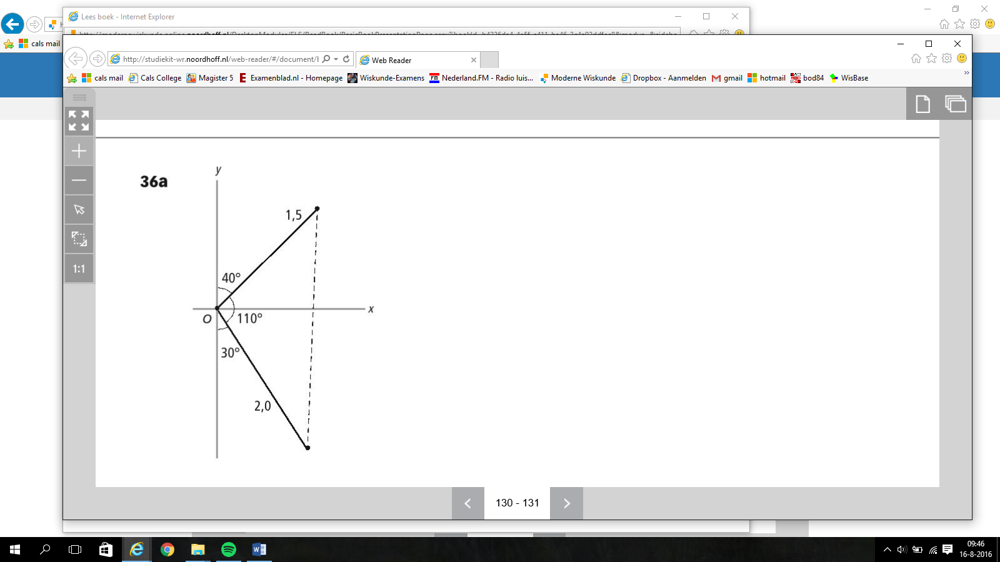 Lees boek - Internet Explorer
cals mail
http://studiekit-wr.noordhoff.nl/web-reader/#/document/
Web Reader
cals mail Cals College Magister 5 Examenblad.nl - Homepage Wiskunde-Examens Nederland.FM - Radio luis... Moderne Wiskunde Dropbox - Aanmelden gmail hotmail bod84 WisBase
1:1
36a
y
1,5
40°
x
O
110°
30°
2,0
130 - 131
09:46
16-8-2016